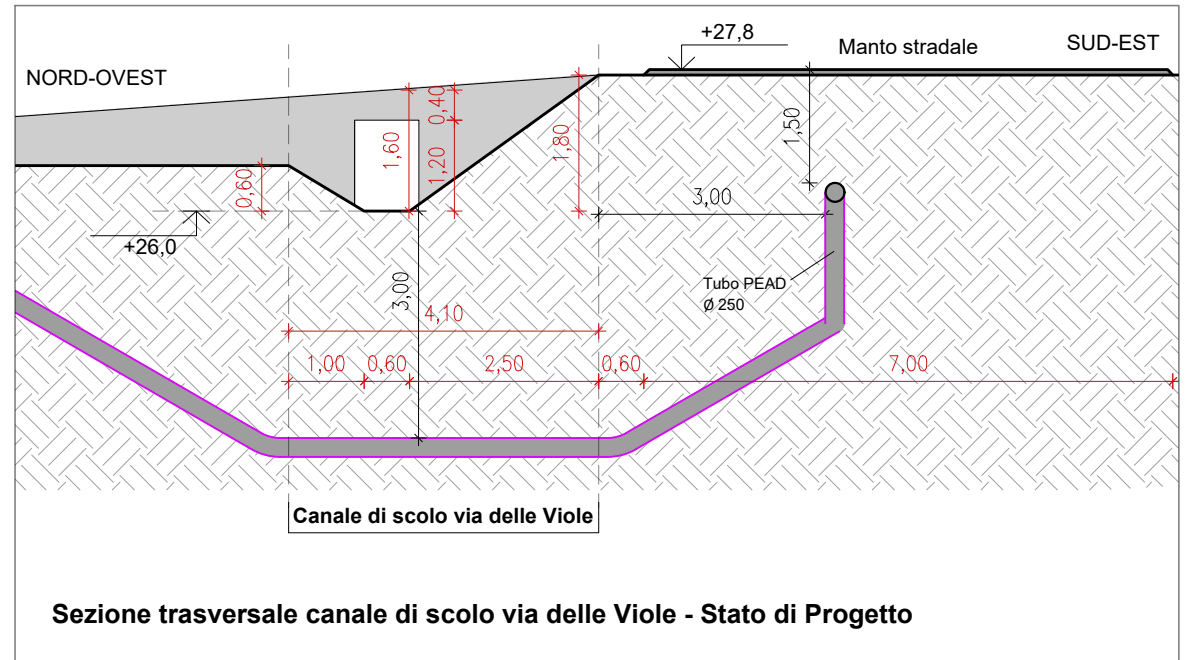 +27,8
SUD-EST
Manto stradale
NORD-OVEST
0,40
1,50
1,60
1,20
1,80
0,60
3,00
+26,0
Tubo PEAD
Ø 250
3,00
4,10
1,00
0,60
2,50
0,60
7,00
Canale di scolo via delle Viole
Sezione trasversale canale di scolo via delle Viole - Stato di Progetto